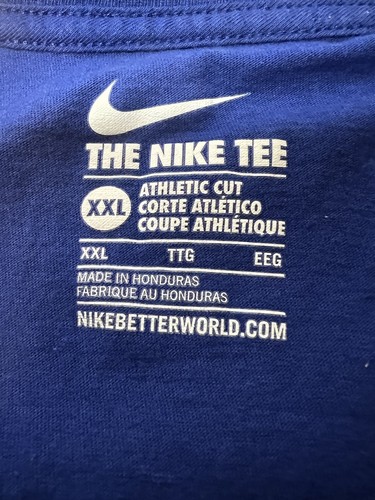 THE NIKE TEE
XXL
ATHLETIC CUT
CORTE ATLÉTICO
COUPE ATHLÉTIQUE
XXL TTG EEG
MADE IN HONDURAS
FABRIQUE AU HONDURAS
NIKEBETTERWORLD.COM